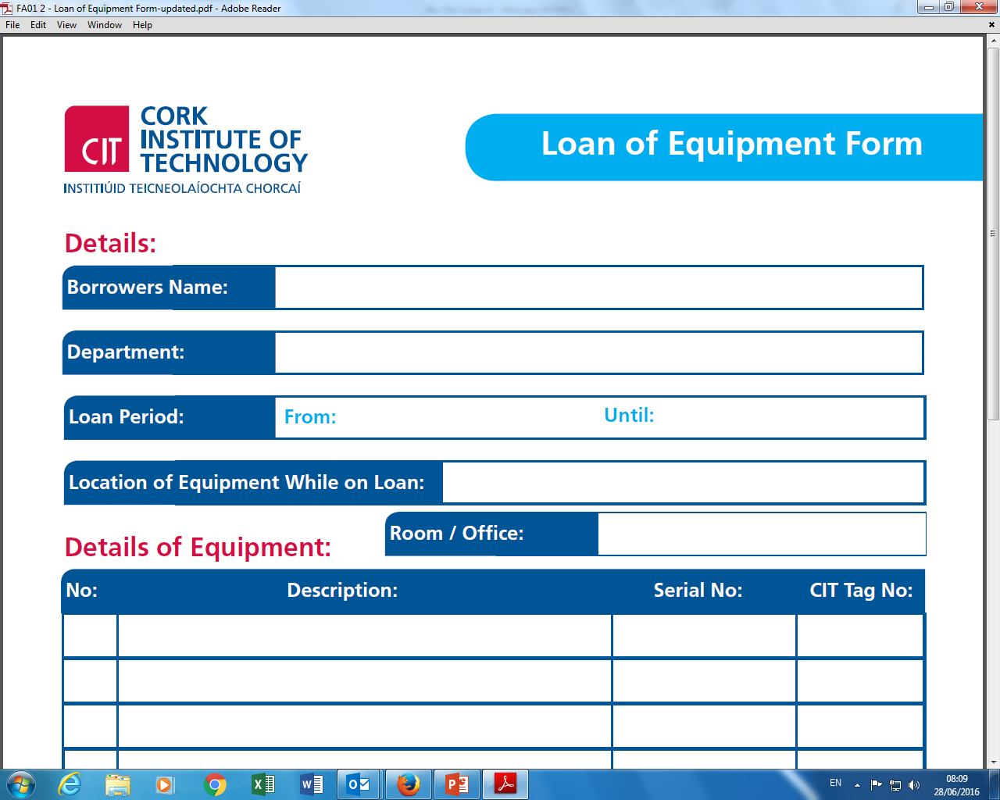 FA01 2 - Loan of Equipment Form-updated.pdf - Adobe Reader
File Edit View Window Help
CIT
CORK
INSTITUTE OF
TECHNOLOGY
INSTITIÚID TEICNEOLAÍOCHTA CHORCAÍ
Loan of Equipment Form
Details:
Borrowers Name:
Department:
Loan Period: From: Until:
Location of Equipment While on Loan:
Room / Office:
Details of Equipment:
No: Description: Serial No: CIT Tag No:
EN
08:09
28/06/2016